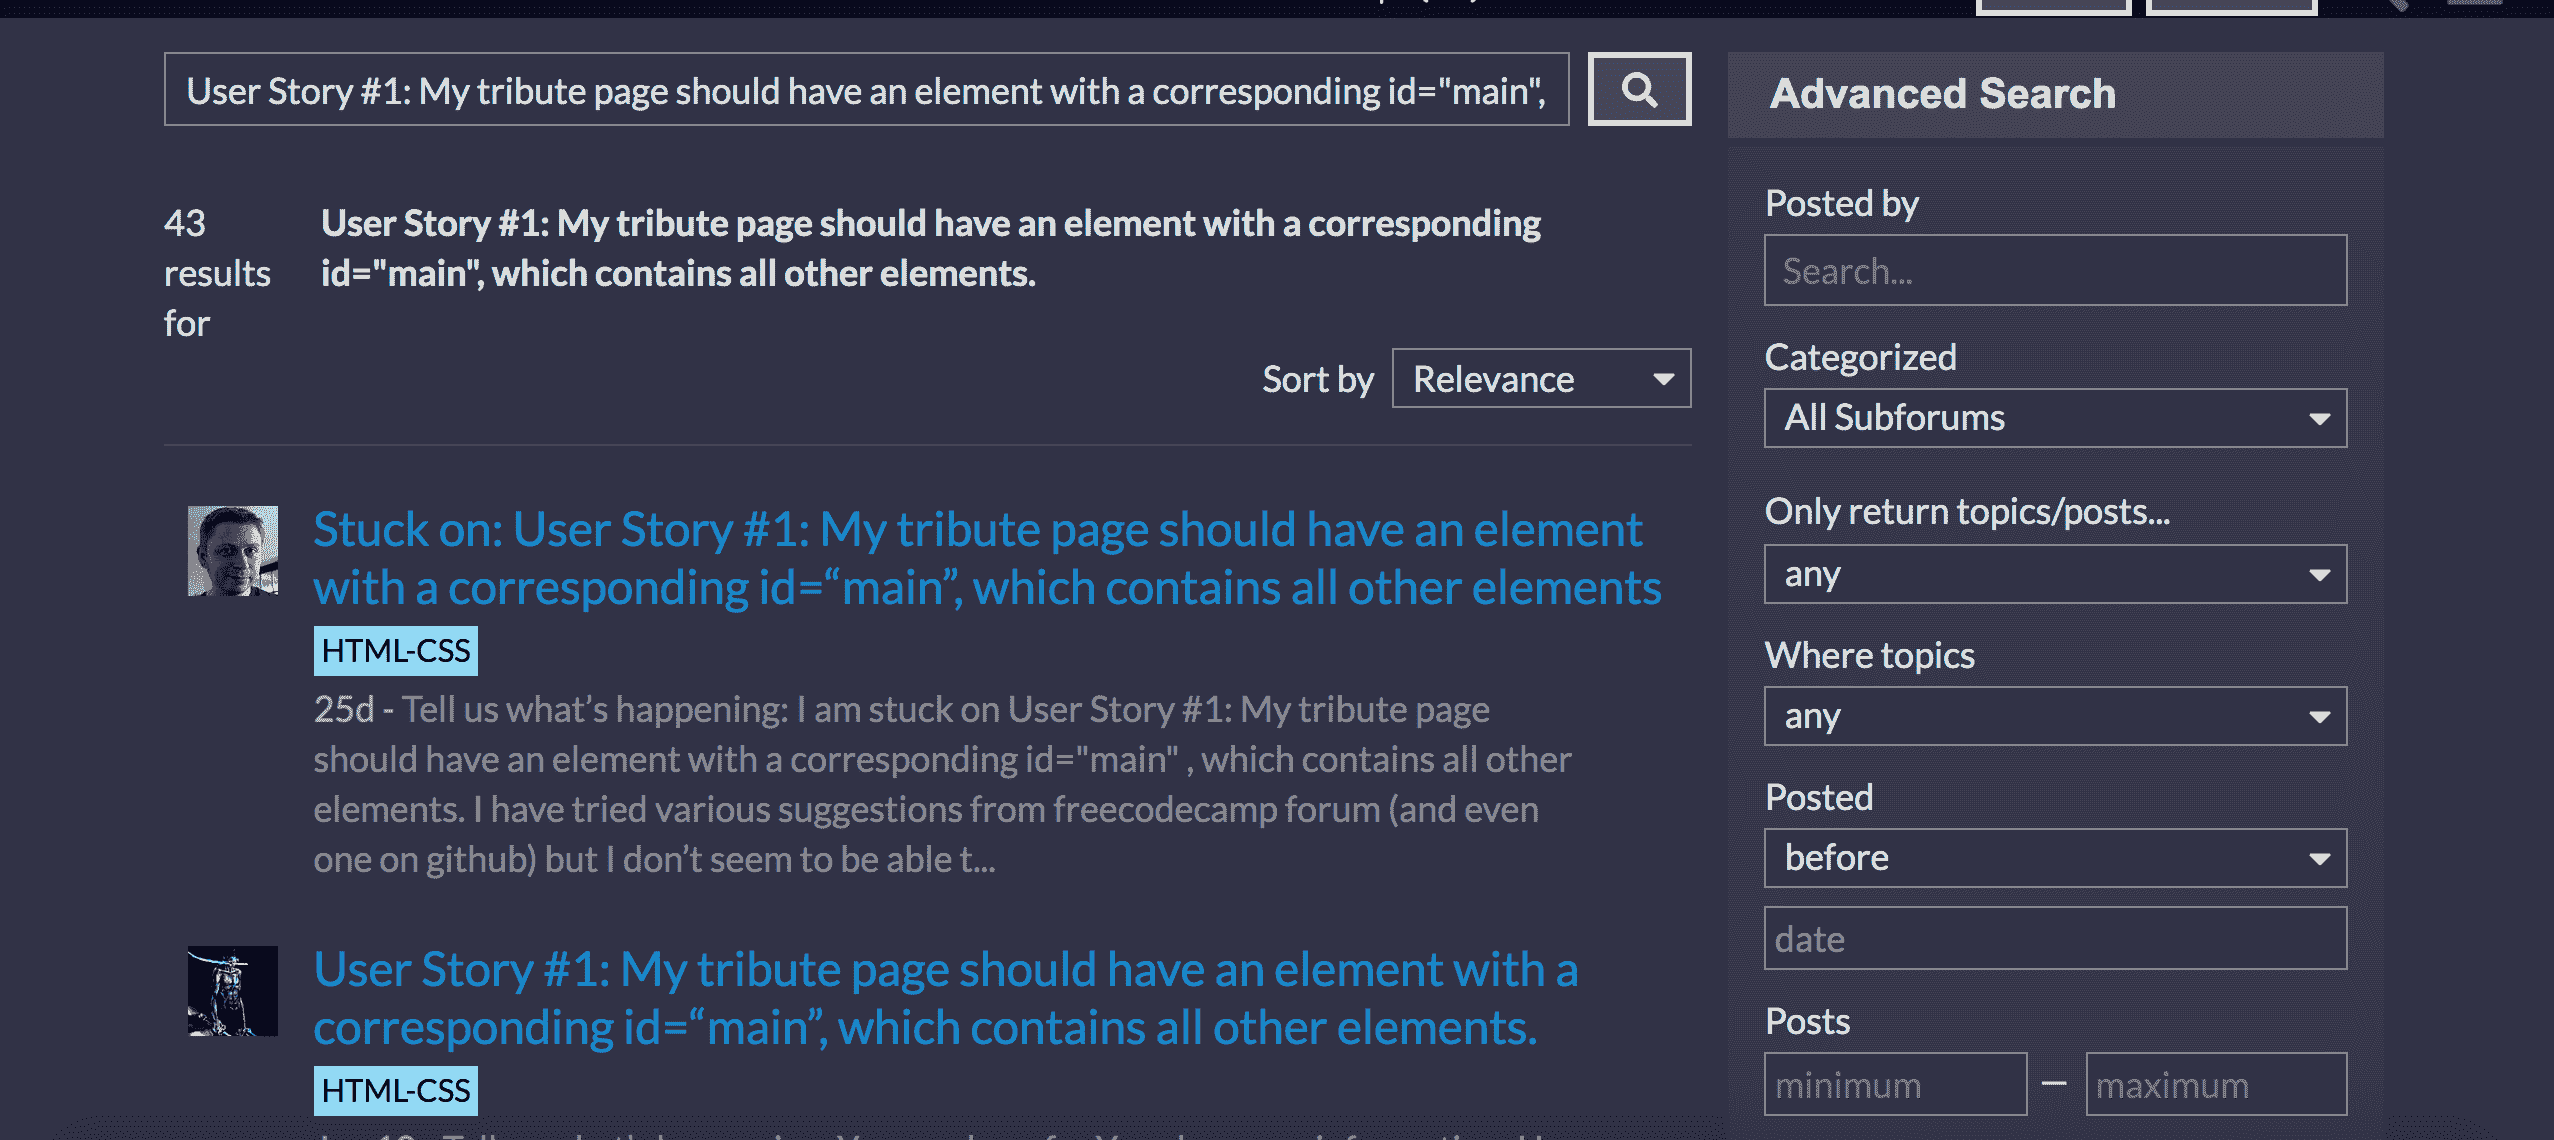 User Story #1: My tribute page should have an element with a corresponding id="main",
43 results for
User Story #1: My tribute page should have an element with a corresponding
id="main", which contains all other elements.
Sort by Relevance
Stuck on: User Story #1: My tribute page should have an element
with a corresponding id=“main”, which contains all other elements
HTML-CSS
25d - Tell us what’s happening: I am stuck on User Story #1: My tribute page
should have an element with a corresponding id="main" , which contains all other
elements. I have tried various suggestions from freecodecamp forum (and even
one on github) but I don’t seem to be able t...
User Story #1: My tribute page should have an element with a
corresponding id=“main”, which contains all other elements.
HTML-CSS
Advanced Search
Posted by
Search...
Categorized
All Subforums
Only return topics/posts...
any
Where topics
any
Posted
before
date
Posts
minimum — maximum